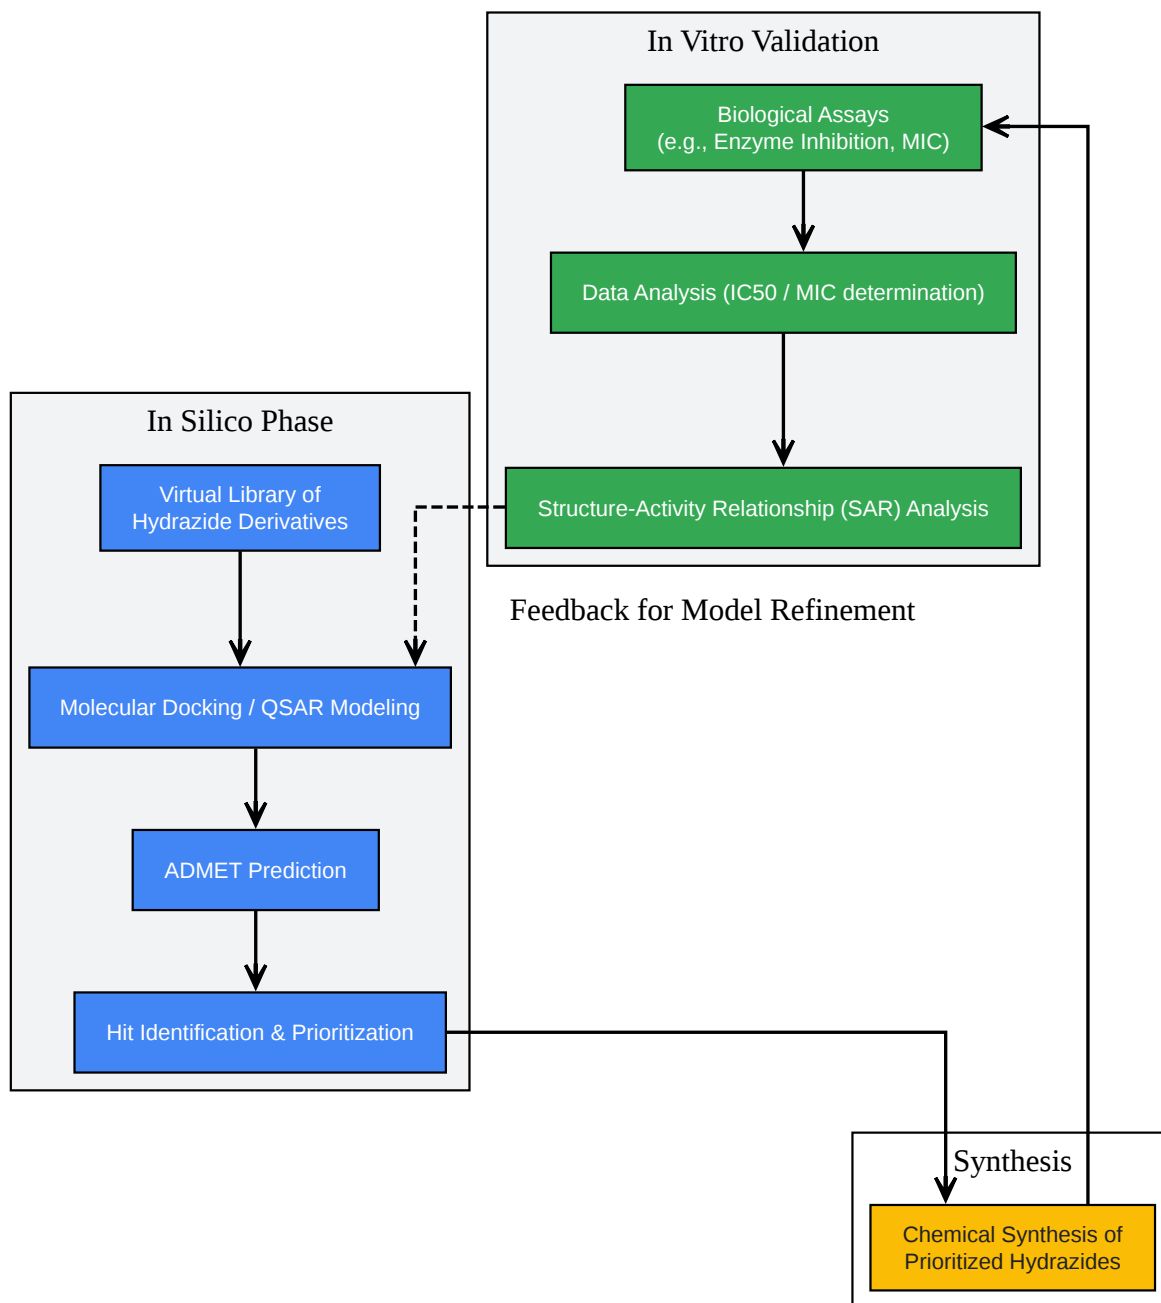 In Vitro Validation
Biological Assays
(e.g., Enzyme Inhibition, MIC)
Data Analysis (IC50 / MIC determination)
Structure-Activity Relationship (SAR) Analysis
Feedback for Model Refinement
In Silico Phase
Virtual Library of
Hydrazide Derivatives
Molecular Docking / QSAR Modeling
ADMET Prediction
Hit Identification & Prioritization
Synthesis
Chemical Synthesis of
Prioritized Hydrazides